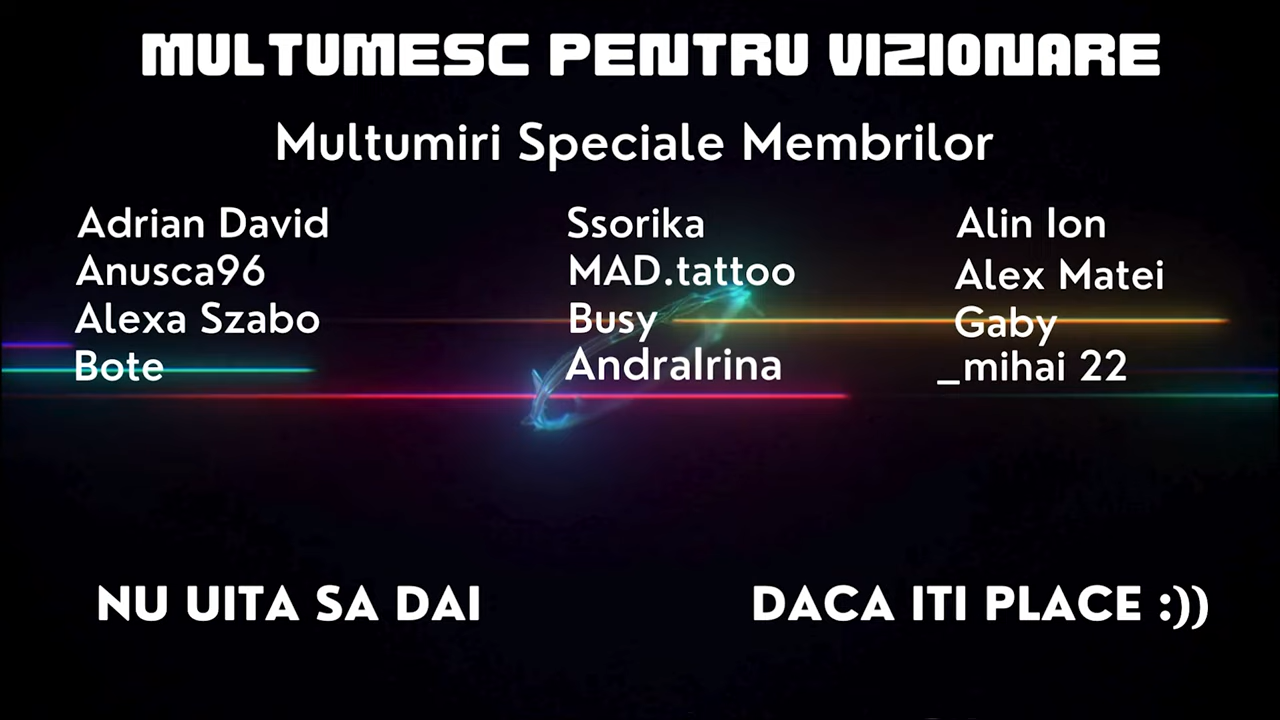 MULTUMESC PENTRU VIZIONARE
Multumiri Speciale Membrilor
Adrian David
Anusca96
Alexa Szabo
Bote
Ssorika
MAD.tattoo
Busy
AndraIrina
Alin Ion
Alex Matei
Gaby
_mihai 22
NU UITA SA DAI
DACA ITI PLACE :))